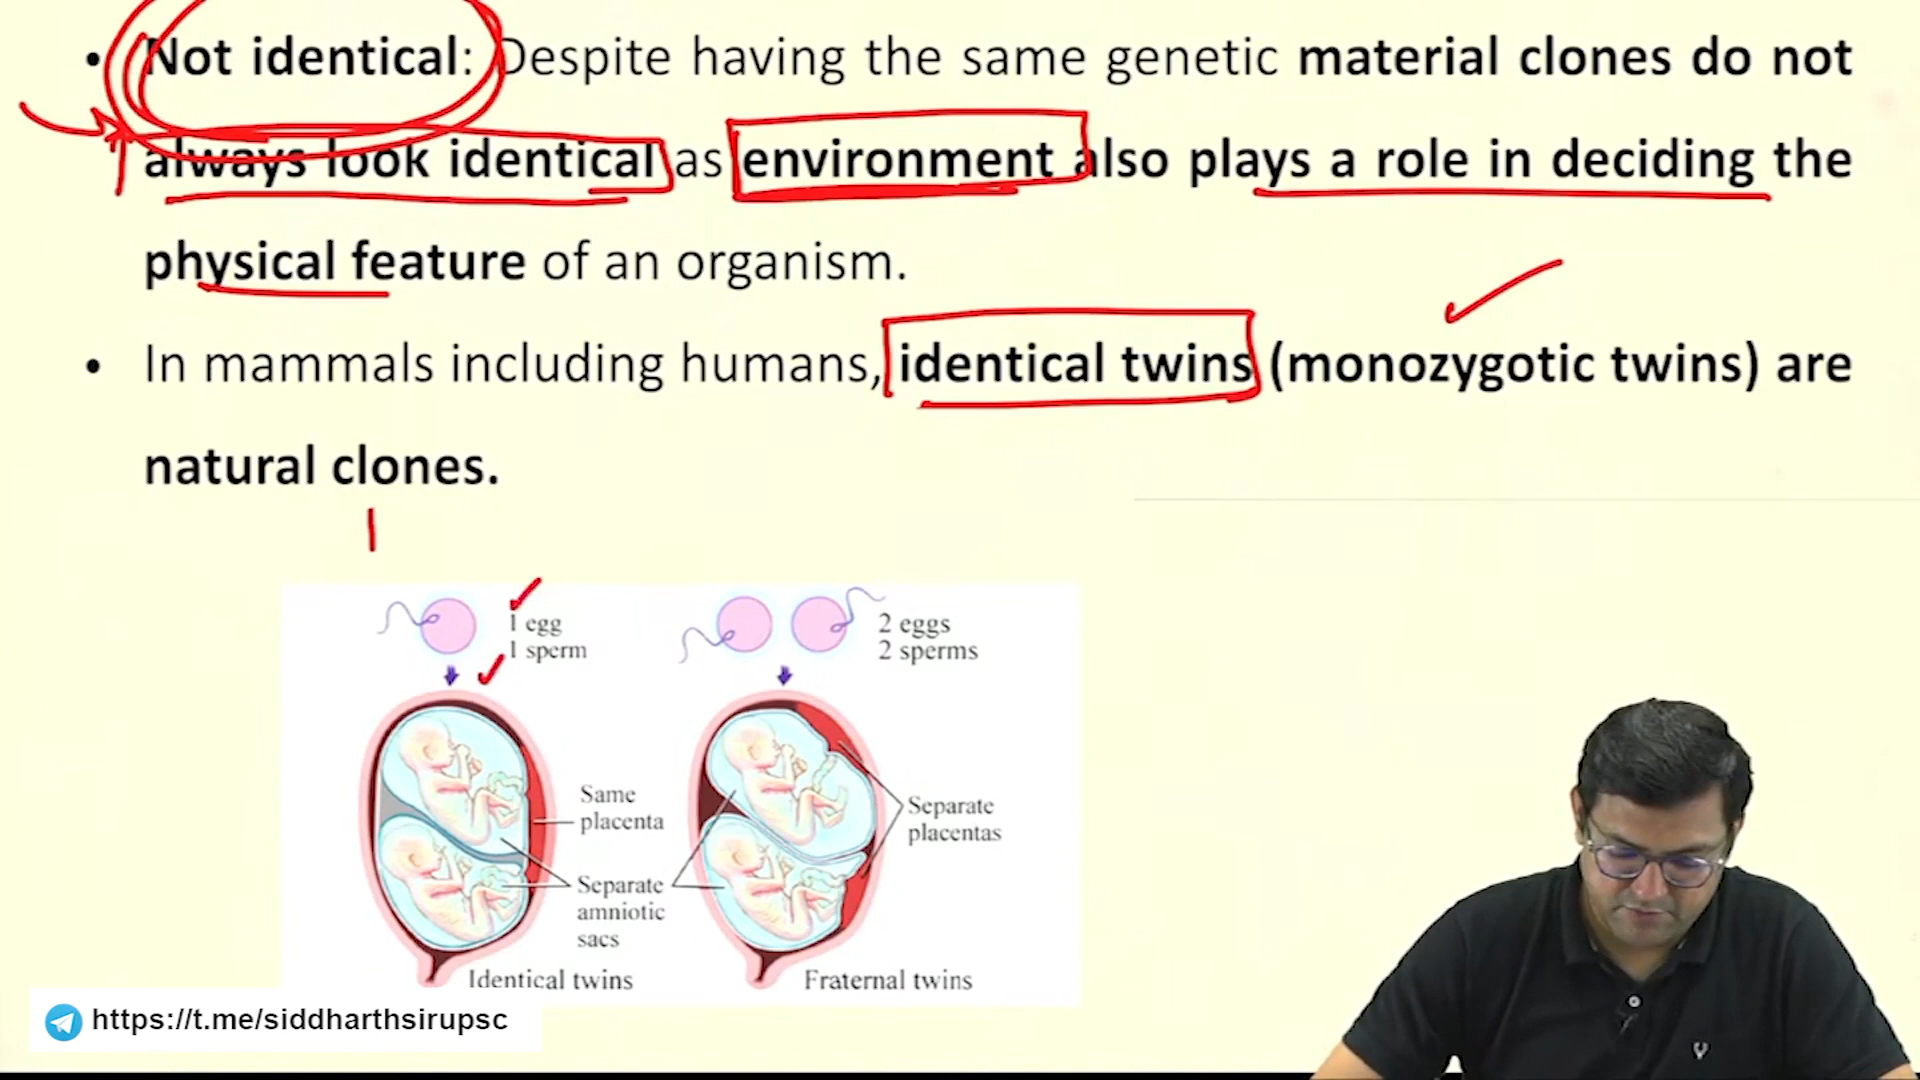 • Not identical: Despite having the same genetic material clones do not
always look identical as environment also plays a role in deciding the
physical feature of an organism.
• In mammals including humans, identical twins (monozygotic twins) are
natural clones.
1 egg
1 sperm
2 eggs
2 sperms
Same
placenta
Separate
placentas
Separate
amniotic
sacs
Identical twins
Fraternal twins
https://t.me/siddharthsirupsc